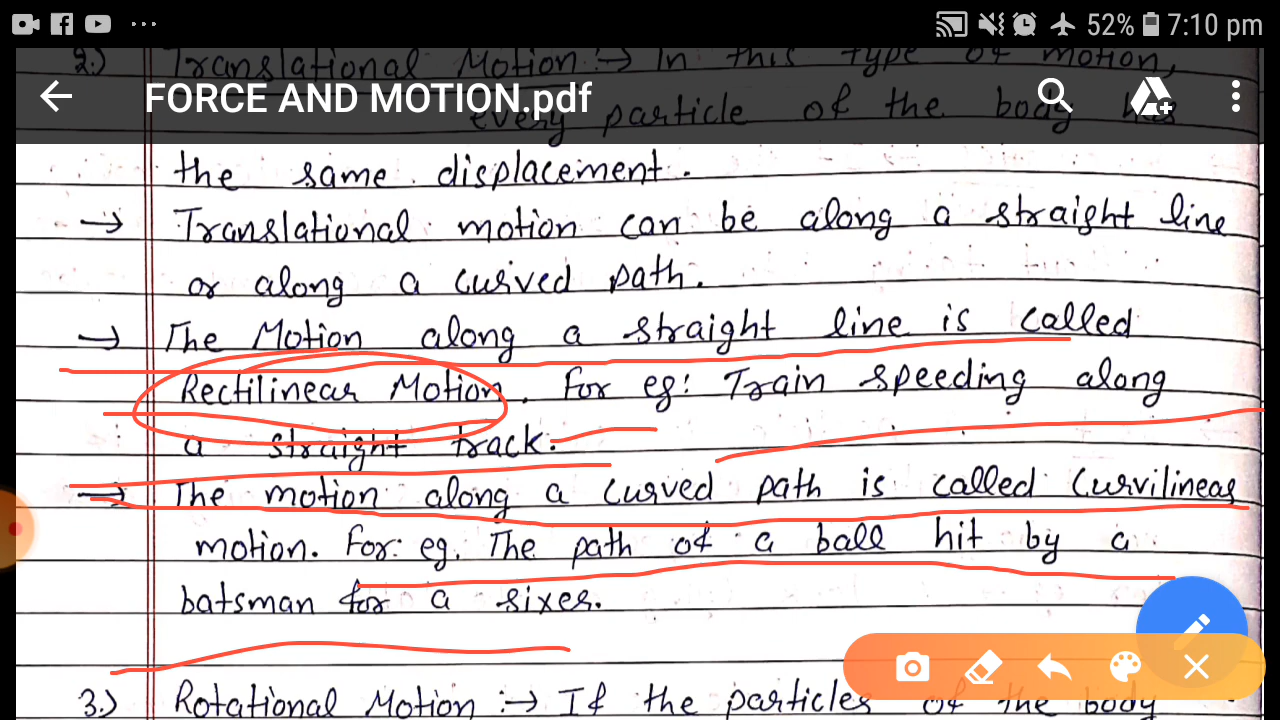 52% 7:10 pm
2.) Translational Motion :→ In this type of motion,
FORCE AND MOTION.pdf
every particle of the body has
the same displacement.
→ Translational motion can be along a straight line
or along a curved path.
→ The Motion along a straight line is called
Rectilinear Motion. For eg: Train speeding along
a straight track.
→ The motion along a curved path is called Curvilinear
motion. For: eg. The path of a ball hit by a
batsman for a sixes.
3.) Rotational Motion :→ If the particles of the body